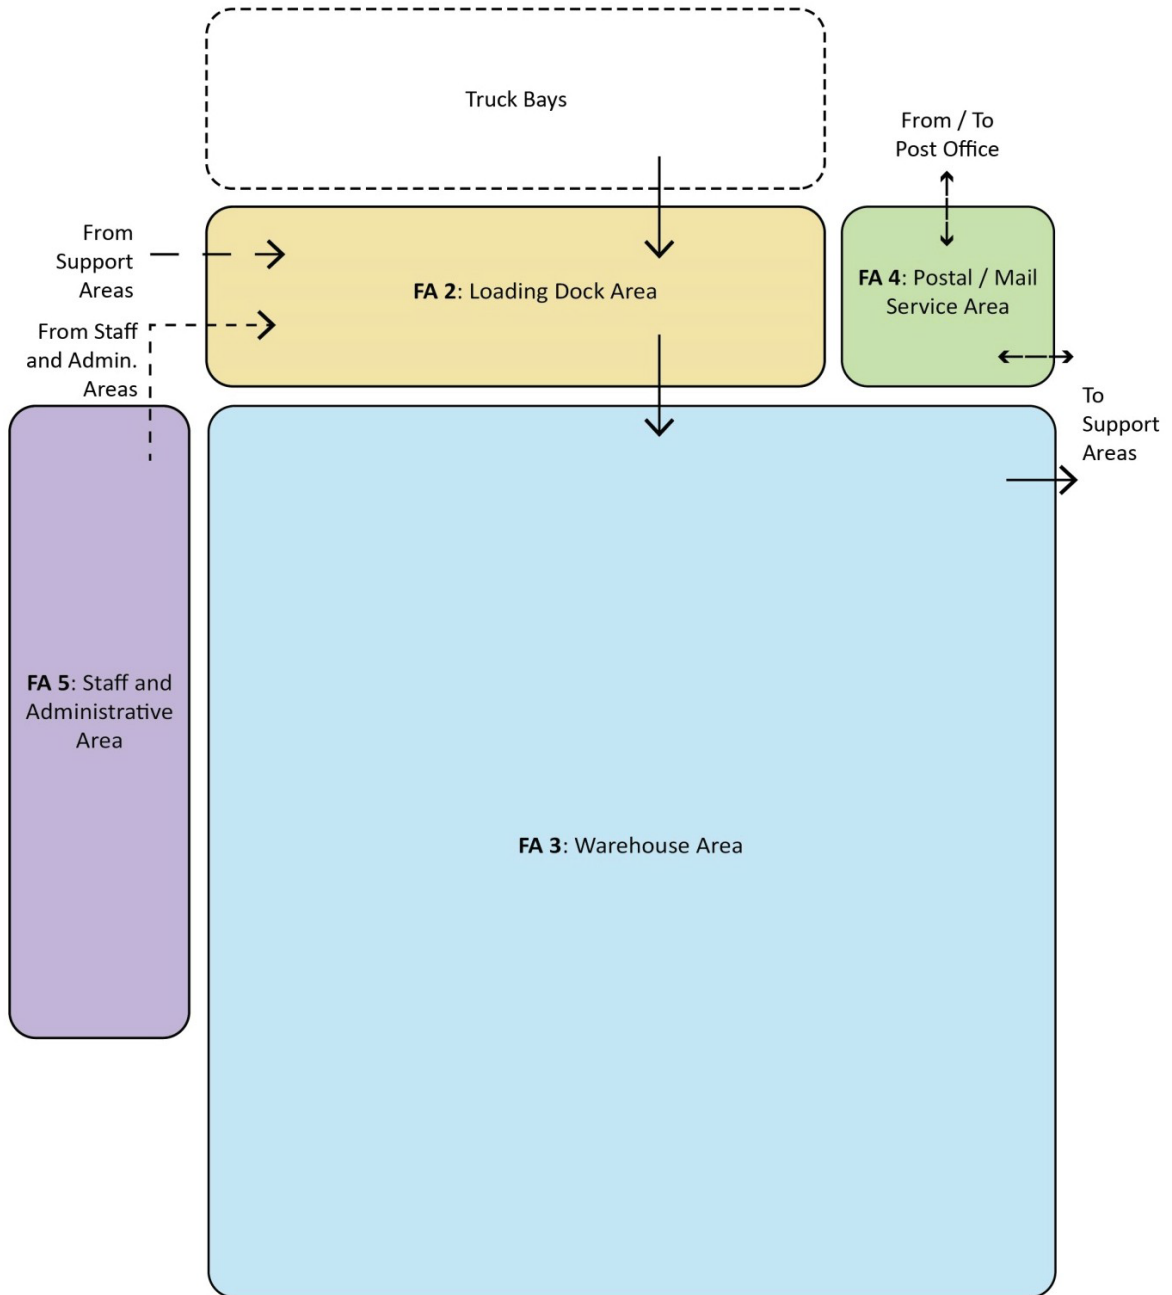 Truck Bays
From / To
Post Office
From
Support
Areas
FA 2: Loading Dock Area
FA 4: Postal / Mail
Service Area
From Staff
and Admin.
Areas
To
Support
Areas
FA 5: Staff and
Administrative
Area
FA 3: Warehouse Area